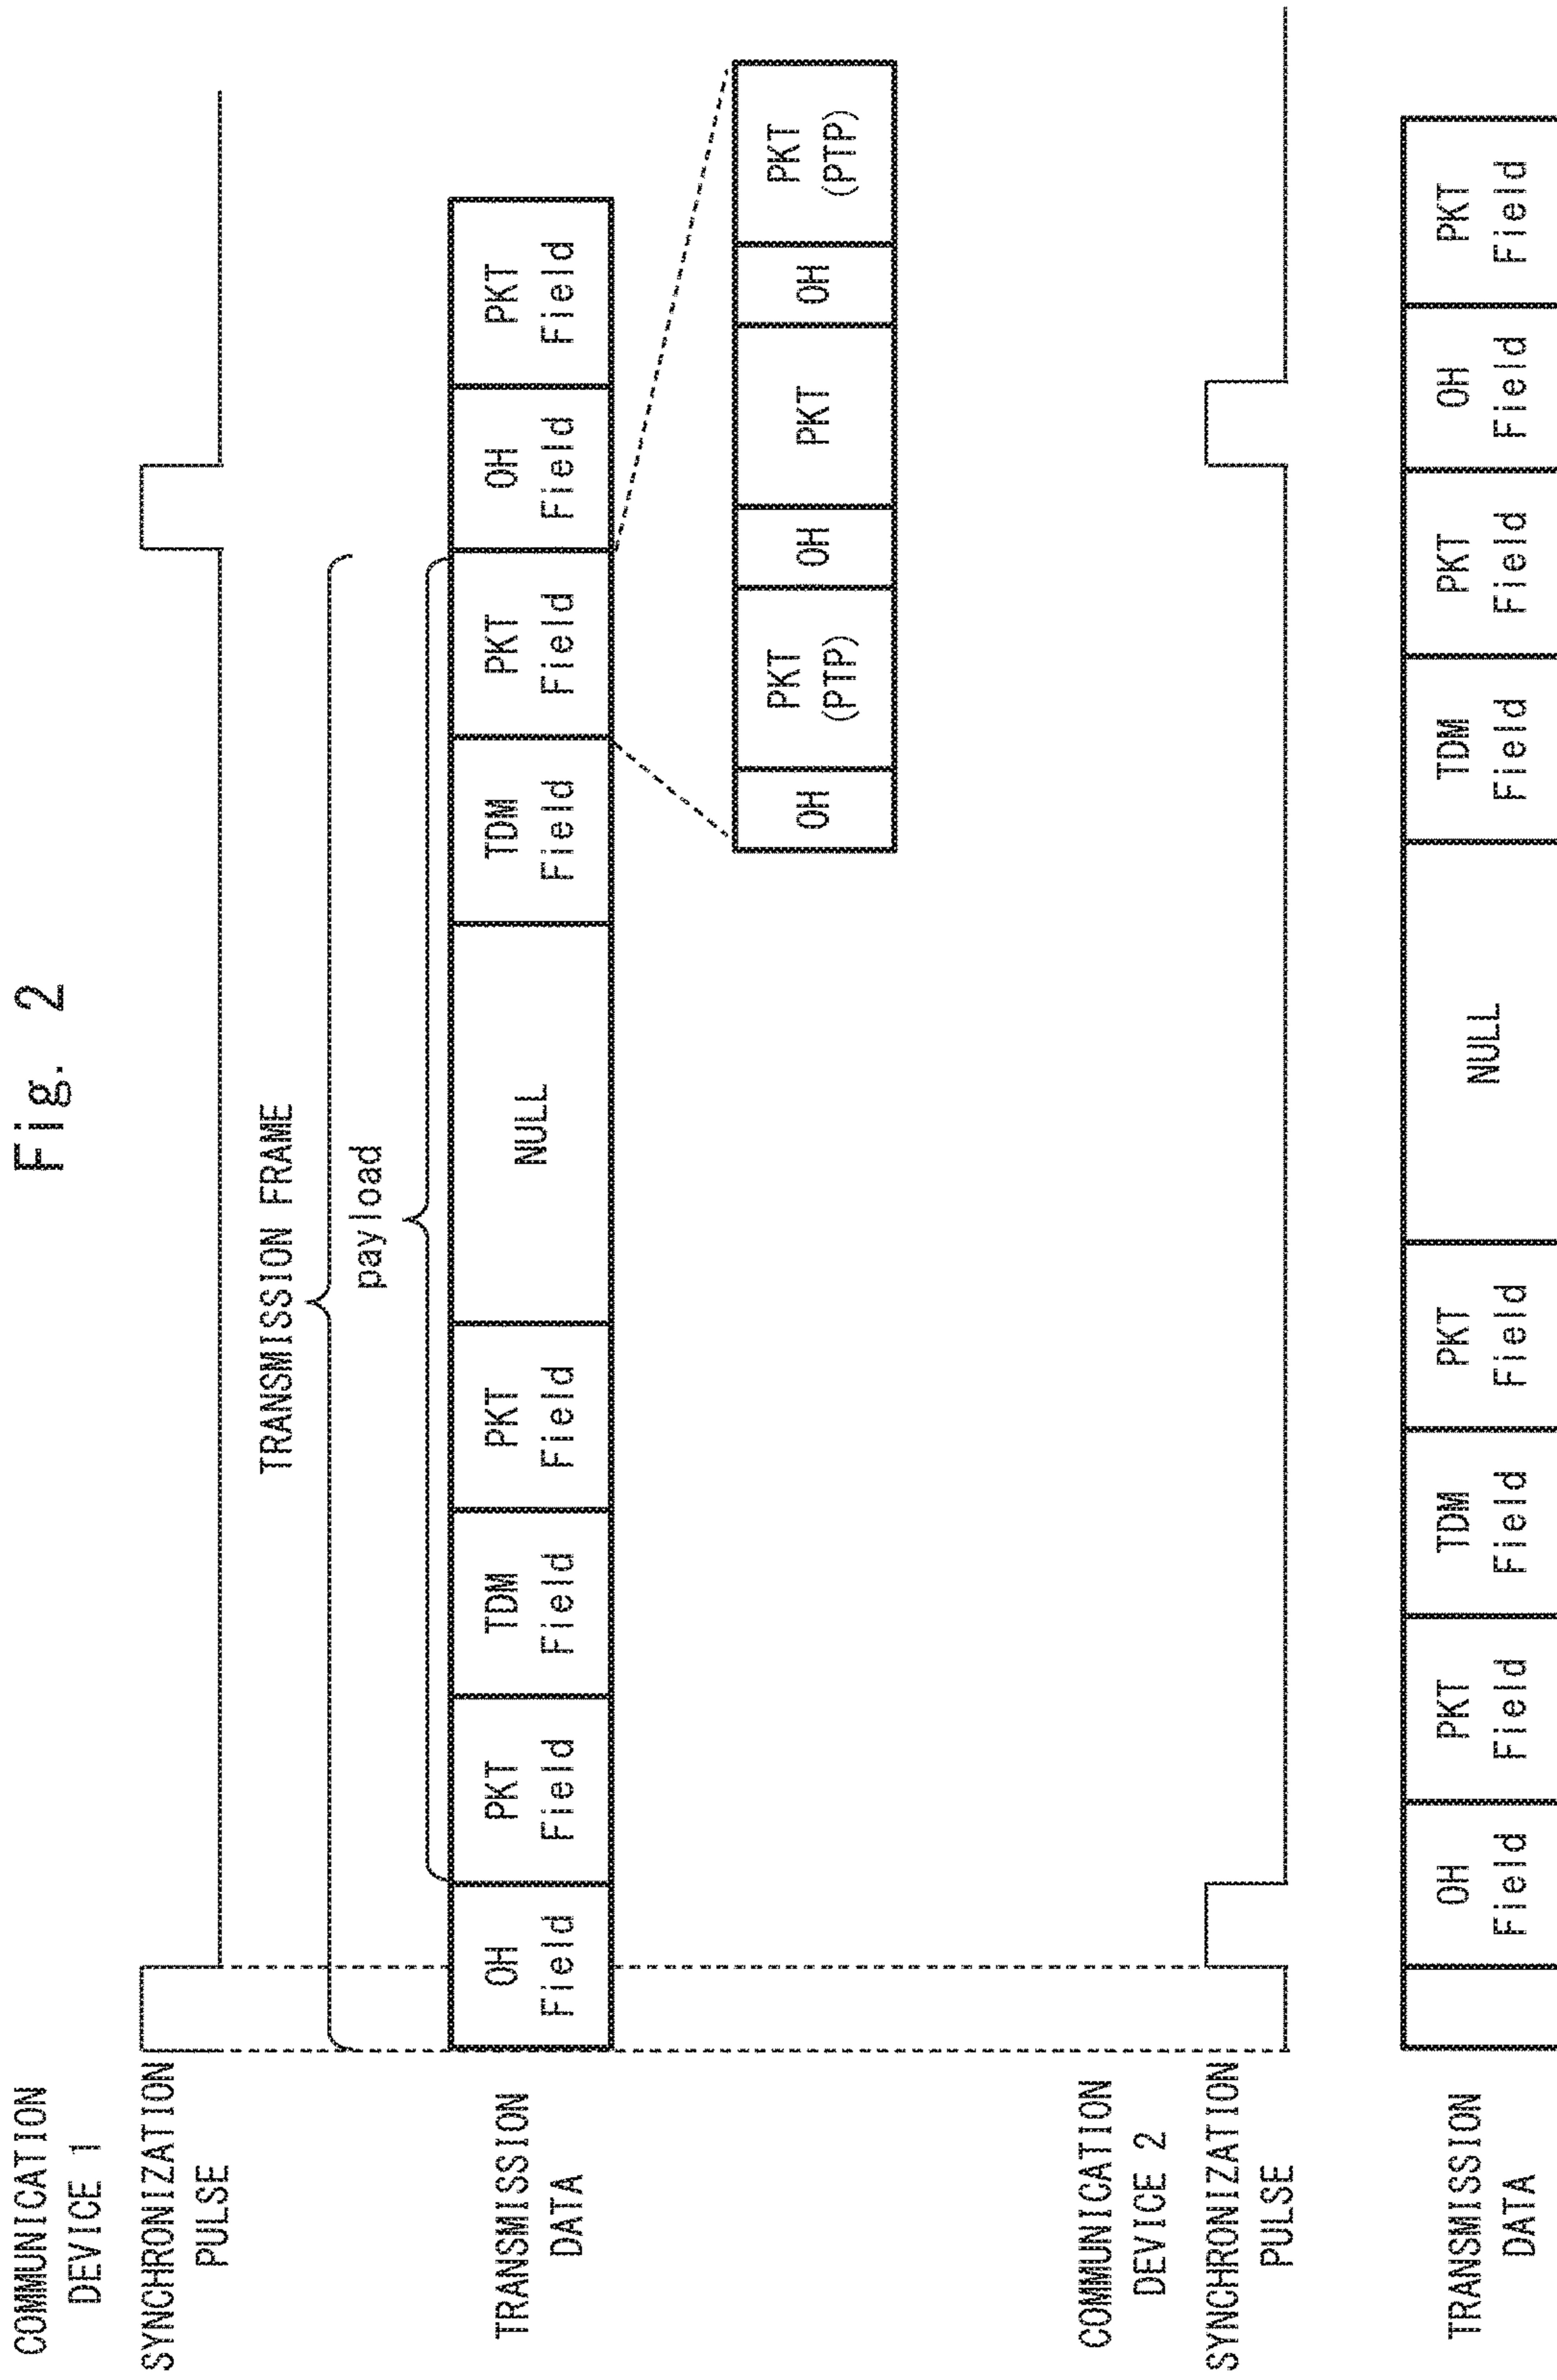 Fig. 2
COMMUNICATION
DEVICE 1
SYNCHRONIZATION
PULSE
TRANSMISSION FRAME
payload
TRANSMISSION
DATA
OH
Field
PKT
Field
TDM
Field
PKT
Field
NULL
TDM
Field
PKT
Field
OH
Field
PKT
Field
OH
PKT
(PTP)
OH
PKT
OH
PKT
(PTP)
COMMUNICATION
DEVICE 2
SYNCHRONIZATION
PULSE
TRANSMISSION
DATA
OH
Field
PKT
Field
TDM
Field
PKT
Field
NULL
TDM
Field
PKT
Field
OH
Field
PKT
Field